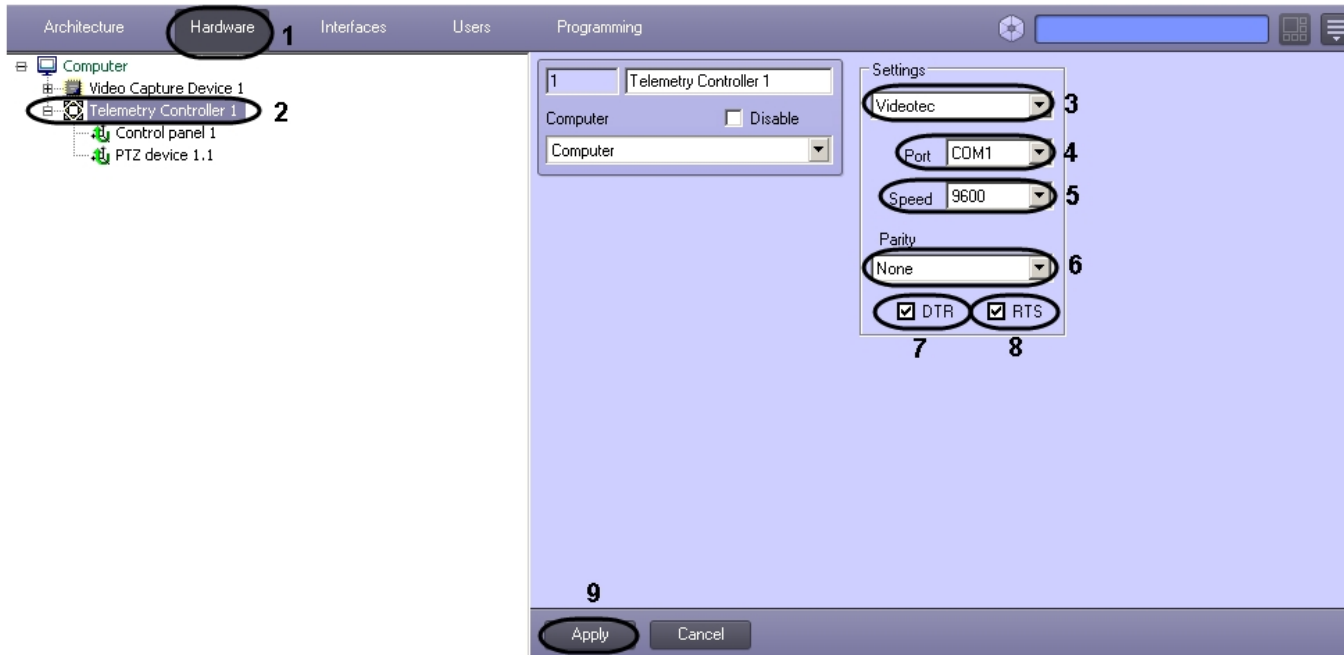 Architecture Hardware 1 Interfaces Users Programming
Computer
Video Capture Device 1
Telemetry Controller 1 2
Control panel 1
PTZ device 1.1
1 Telemetry Controller 1
Computer Disable
Computer
Settings
Videotec 3
Port COM1 4
Speed 9600 5
Parity
None 6
DTR RTS
7 8
9
Apply Cancel